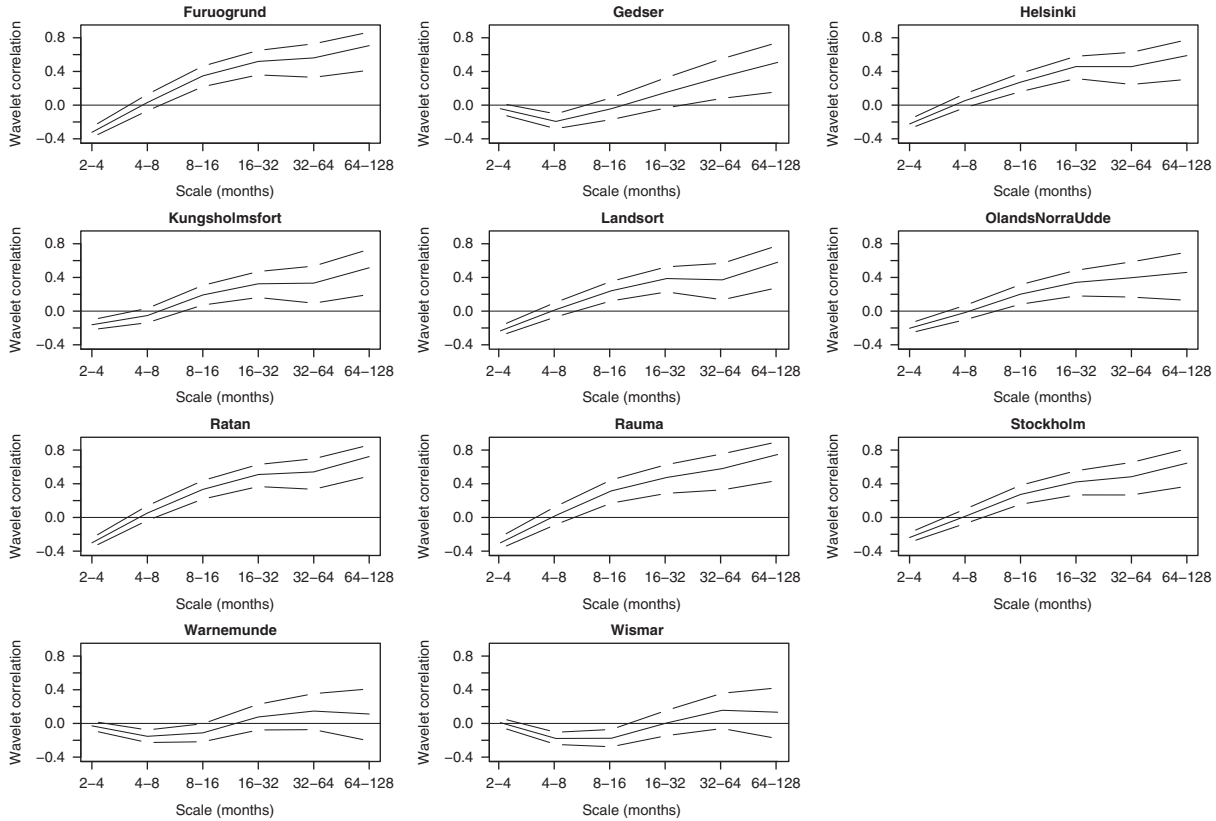 Furuogrund
Wavelet correlation
0.8
0.4
0.0
−0.4
2−4 4−8 8−16 16−32 32−64 64−128
Scale (months)
Gedser
Wavelet correlation
0.8
0.4
0.0
−0.4
2−4 4−8 8−16 16−32 32−64 64−128
Scale (months)
Helsinki
Wavelet correlation
0.8
0.4
0.0
−0.4
2−4 4−8 8−16 16−32 32−64 64−128
Scale (months)
Kungsholmsfort
Wavelet correlation
0.8
0.4
0.0
−0.4
2−4 4−8 8−16 16−32 32−64 64−128
Scale (months)
Landsort
Wavelet correlation
0.8
0.4
0.0
−0.4
2−4 4−8 8−16 16−32 32−64 64−128
Scale (months)
OlandsNorraUdde
Wavelet correlation
0.8
0.4
0.0
−0.4
2−4 4−8 8−16 16−32 32−64 64−128
Scale (months)
Ratan
Wavelet correlation
0.8
0.4
0.0
−0.4
2−4 4−8 8−16 16−32 32−64 64−128
Scale (months)
Rauma
Wavelet correlation
0.8
0.4
0.0
−0.4
2−4 4−8 8−16 16−32 32−64 64−128
Scale (months)
Stockholm
Wavelet correlation
0.8
0.4
0.0
−0.4
2−4 4−8 8−16 16−32 32−64 64−128
Scale (months)
Warnemunde
Wavelet correlation
0.8
0.4
0.0
−0.4
2−4 4−8 8−16 16−32 32−64 64−128
Scale (months)
Wismar
Wavelet correlation
0.8
0.4
0.0
−0.4
2−4 4−8 8−16 16−32 32−64 64−128
Scale (months)